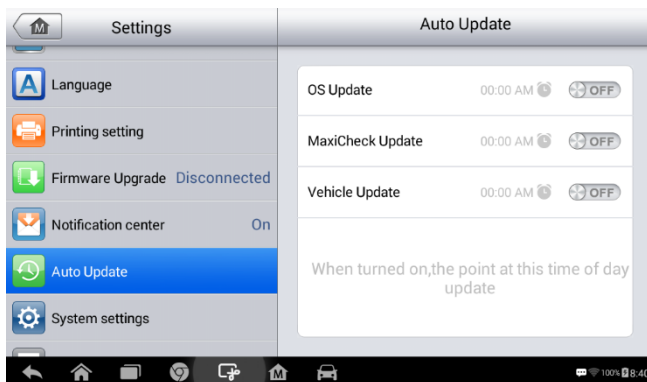 M
Settings
Auto Update
A
Language
Printing setting
Firmware Upgrade Disconnected
Notification center On
Auto Update
System settings
OS Update 00:00 AM OFF
MaxiCheck Update 00:00 AM OFF
Vehicle Update 00:00 AM OFF
When turned on,the point at this time of day
update
M
100% 8:40